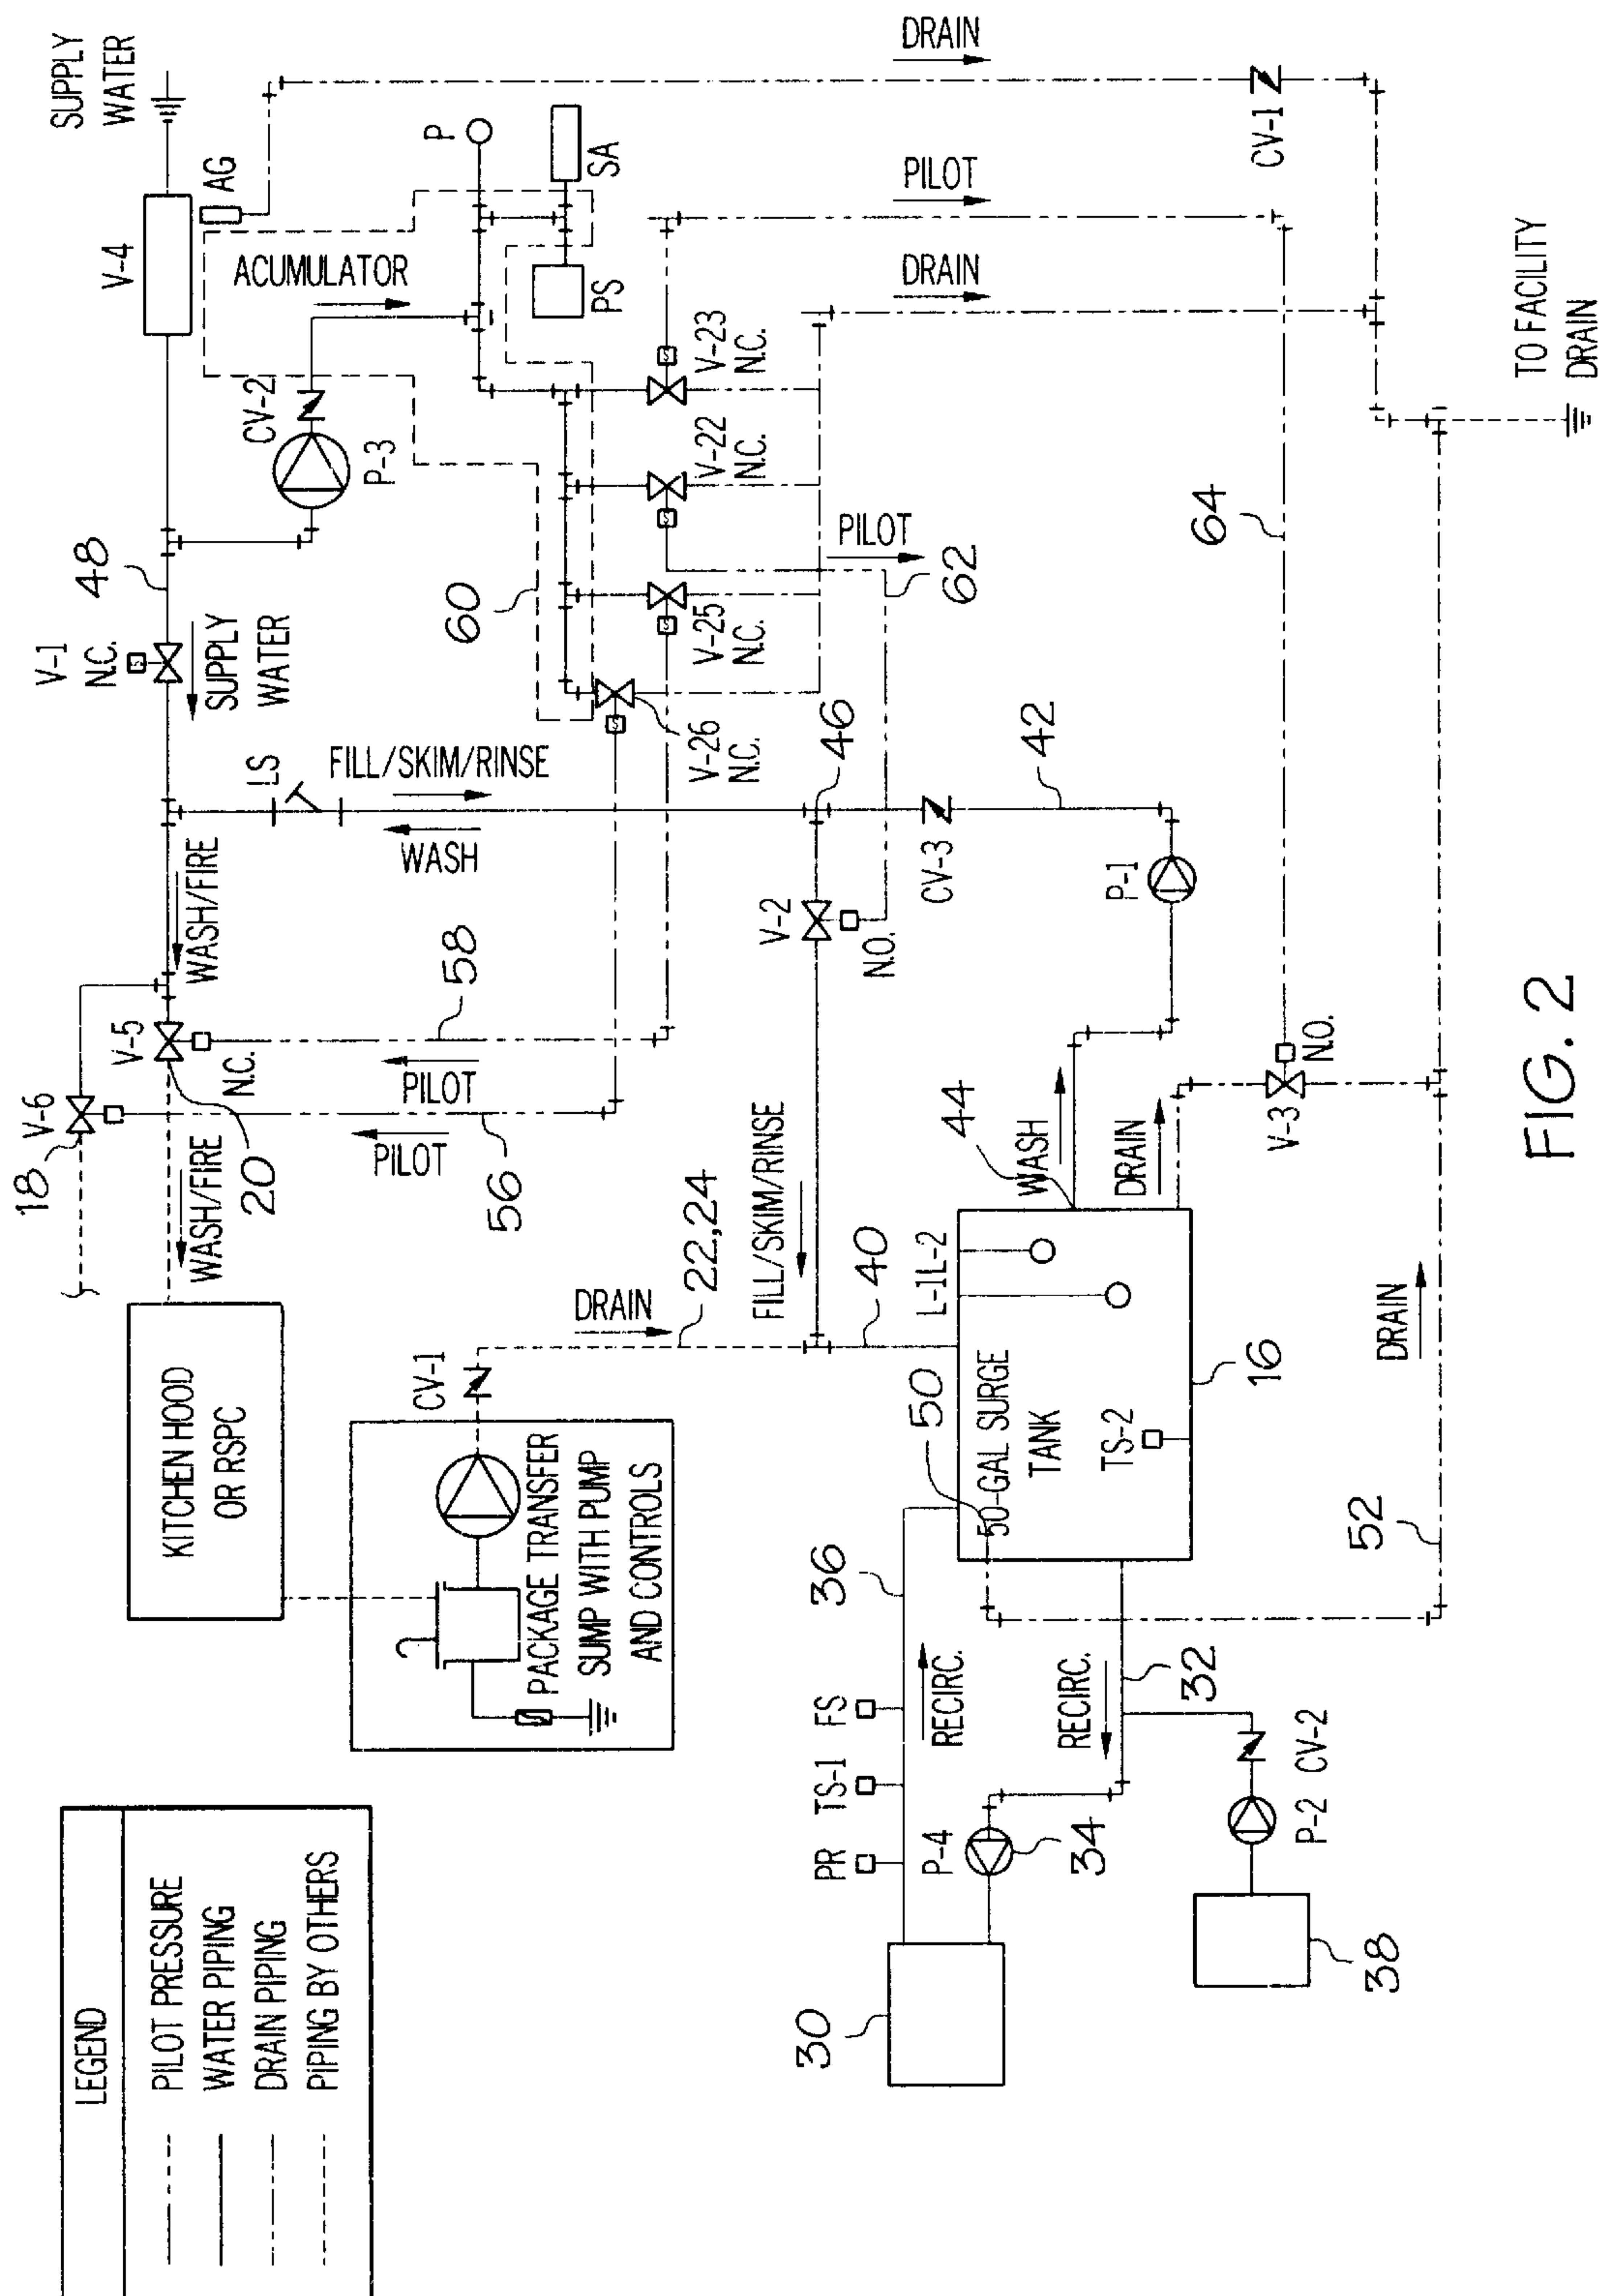 LEGEND
PILOT PRESSURE
WATER PIPING
DRAIN PIPING
PIPING BY OTHERS
KITCHEN HOOD
OR RSPC
18
V-6
V-5
N.C.
20
WASH/FIRE
WASH/FIRE
V-1
N.C.
SUPPLY
WATER
48
V-4
SUPPLY
WATER
AG
CV-2
P-3
ACUMULATOR
P
SA
PS
60
LS
FILL/SKIM/RINSE
WASH
58
PILOT
PILOT
56
V-26
N.C.
V-25
N.C.
V-22
N.C.
V-23
N.C.
PILOT
62
DRAIN
PILOT
DRAIN
CV-1
PACKAGE TRANSFER
SUMP WITH PUMP
AND CONTROLS
CV-1
DRAIN
22,24
FILL/SKIM/RINSE
V-2
N.O.
46
CV-3
42
P-1
64
40
L-1
L-2
44
WASH
DRAIN
V-3
N.O.
50
50-GAL SURGE
TANK
TS-2
16
PR
TS-1
FS
36
RECIRC.
P-4
34
RECIRC.
32
30
P-2
CV-2
38
52
DRAIN
TO FACILITY
DRAIN
S
S
S
S
S
FIG. 2